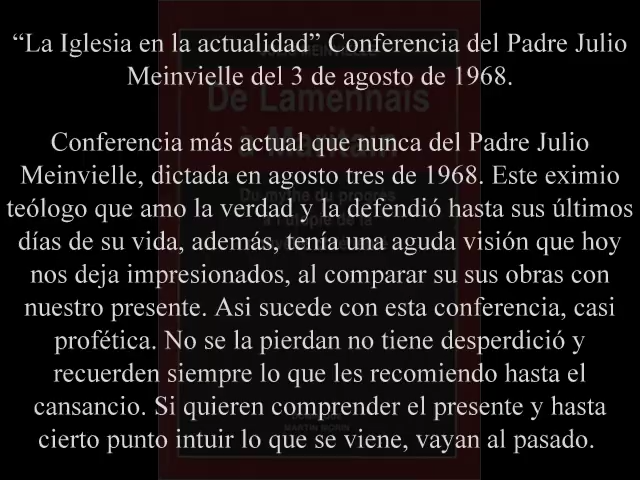 “La Iglesia en la actualidad” Conferencia del Padre Julio
Meinvielle del 3 de agosto de 1968.
De Lamennais
à Maritain
Conferencia más actual que nunca del Padre Julio
Meinvielle, dictada en agosto tres de 1968. Este eximio
teólogo que amo la verdad y la defendió hasta sus últimos
días de su vida, además, tenía una aguda visión que hoy
nos deja impresionados, al comparar su sus obras con
nuestro presente. Asi sucede con esta conferencia, casi
profética. No se la pierdan no tiene desperdició y
recuerden siempre lo que les recomiendo hasta el
cansancio. Si quieren comprender el presente y hasta
cierto punto intuir lo que se viene, vayan al pasado.